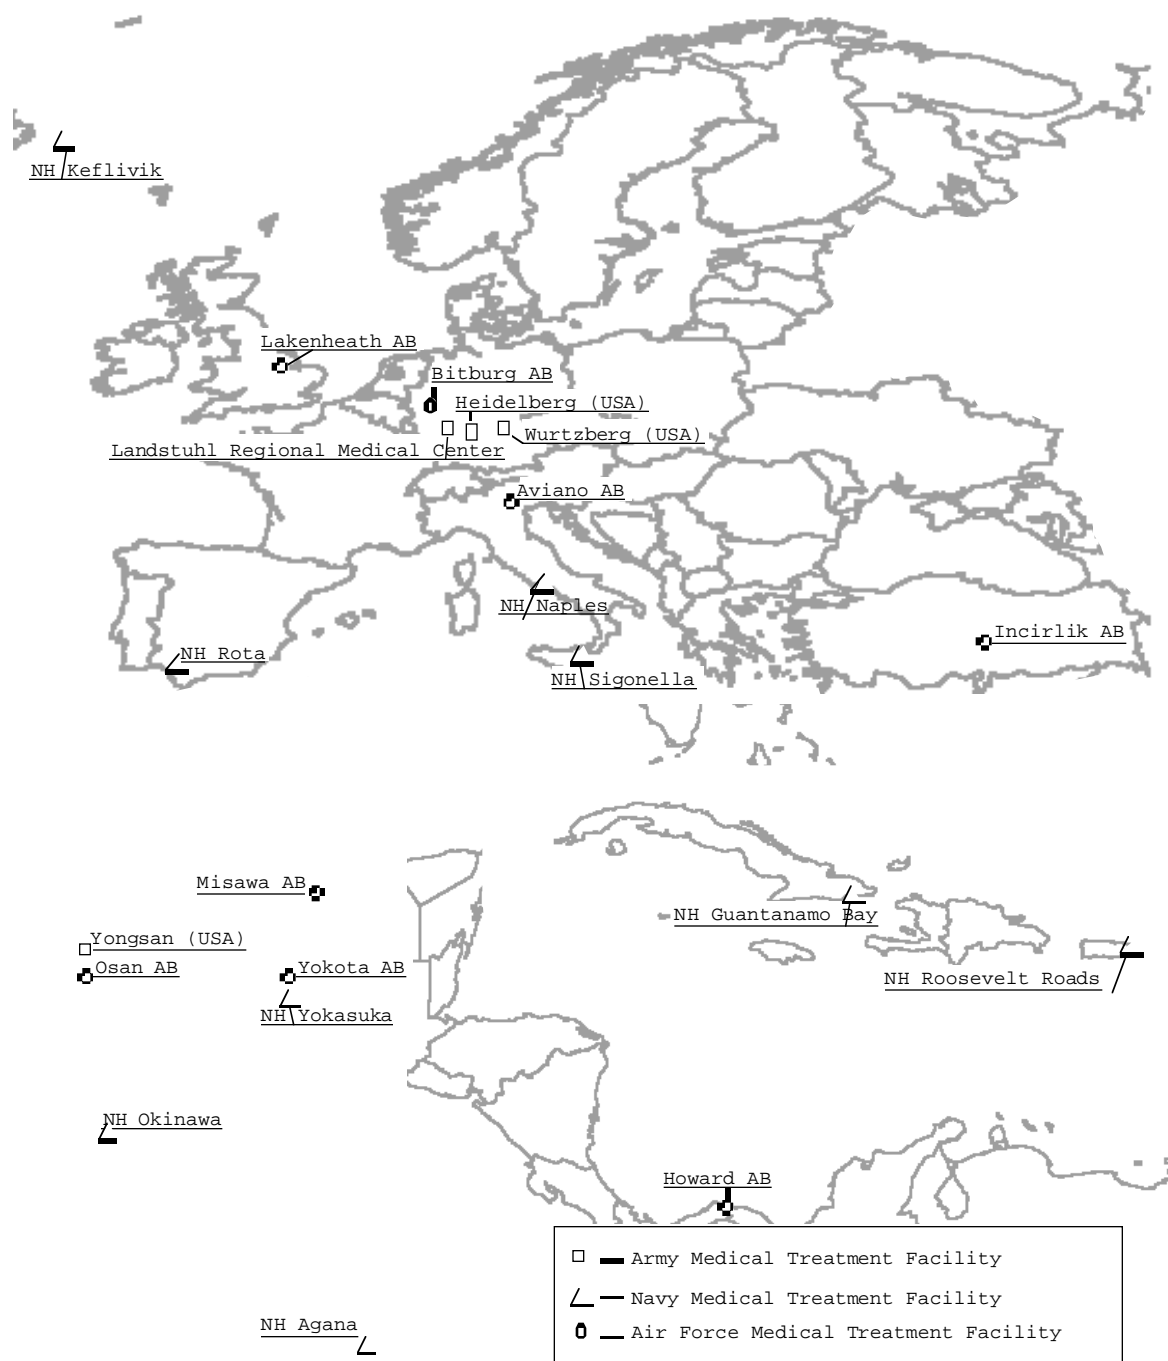 NH Keflivik
Lakenheath AB
Bitburg AB
Heidelberg (USA)
Wurtzberg (USA)
Landstuhl Regional Medical Center
Aviano AB
NH Naples
Incirlik AB
NH Rota
NH Sigonella
Misawa AB
NH Guantanamo Bay
Yongsan (USA)
Osan AB
Yokota AB
NH Roosevelt Roads
NH Yokasuka
NH Okinawa
Howard AB
Army Medical Treatment Facility
Navy Medical Treatment Facility
NH Agana
Air Force Medical Treatment Facility